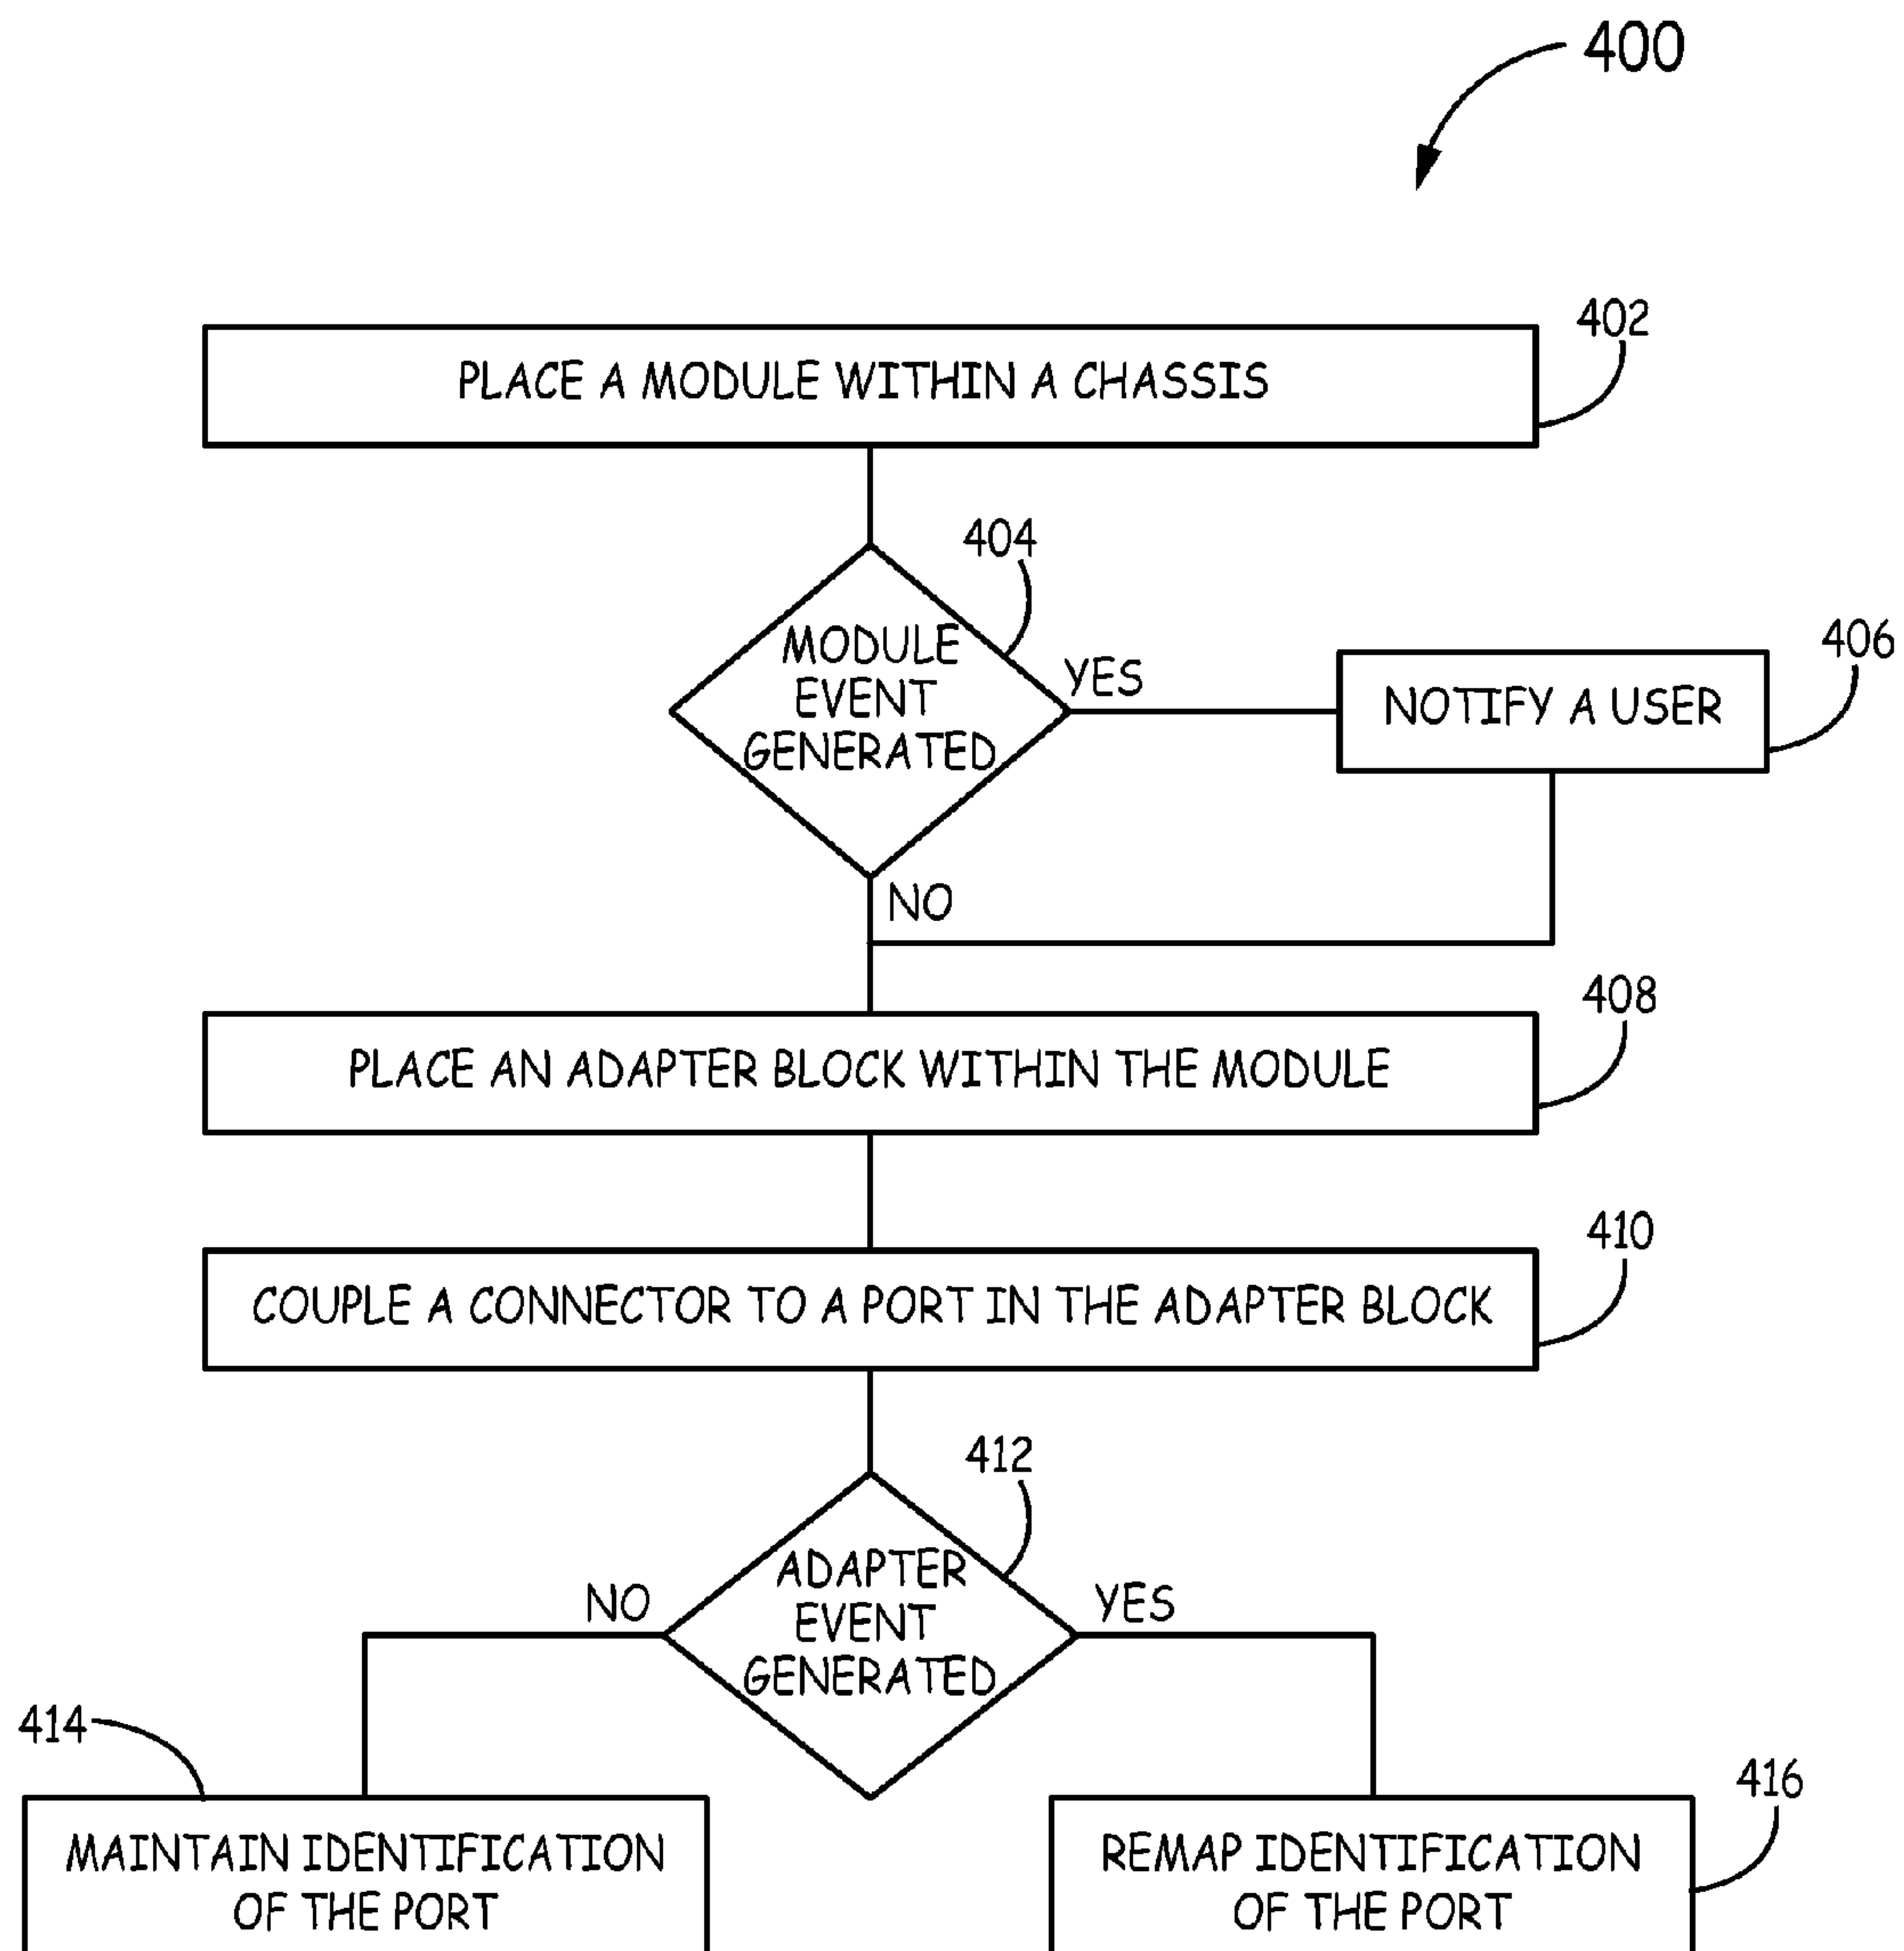 400
402
PLACE A MODULE WITHIN A CHASSIS
404
MODULE
EVENT
GENERATED
YES
406
NOTIFY A USER
NO
408
PLACE AN ADAPTER BLOCK WITHIN THE MODULE
410
COUPLE A CONNECTOR TO A PORT IN THE ADAPTER BLOCK
412
ADAPTER
EVENT
GENERATED
NO
YES
414
MAINTAIN IDENTIFICATION
OF THE PORT
416
REMAP IDENTIFICATION
OF THE PORT